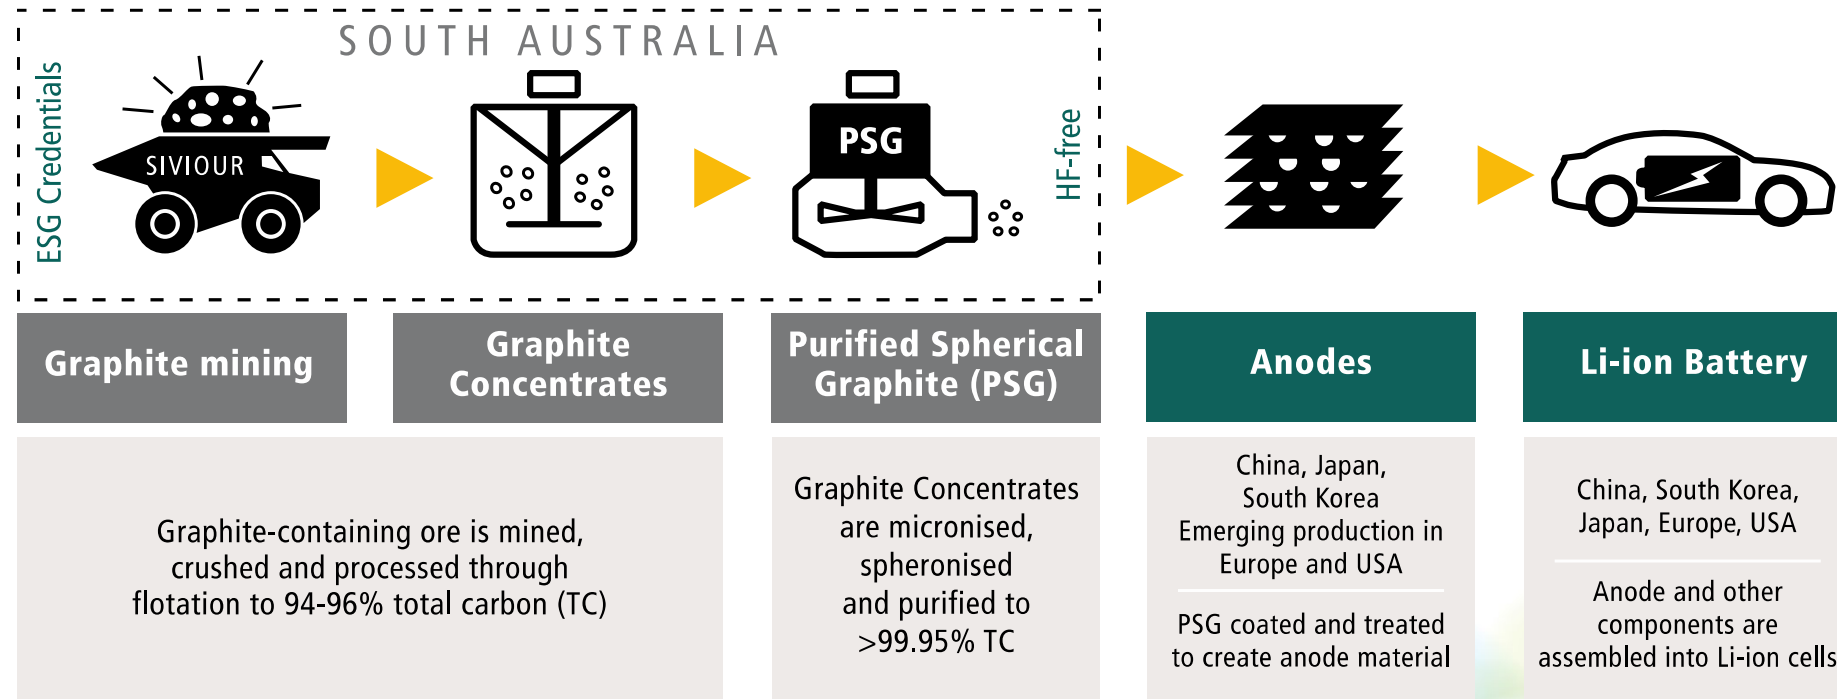 SOUTH AUSTRALIA
ESG Credentials
SIVIOUR
PSG
HF-free
Graphite mining
Graphite
Concentrates
Purified Spherical
Graphite (PSG)
Anodes
Li-ion Battery
Graphite-containing ore is mined,
crushed and processed through
flotation to 94-96% total carbon (TC)
Graphite Concentrates
are micronised,
spheronised
and purified to
>99.95% TC
China, Japan,
South Korea
Emerging production in
Europe and USA
PSG coated and treated
to create anode material
China, South Korea,
Japan, Europe, USA
Anode and other
components are
assembled into Li-ion cells